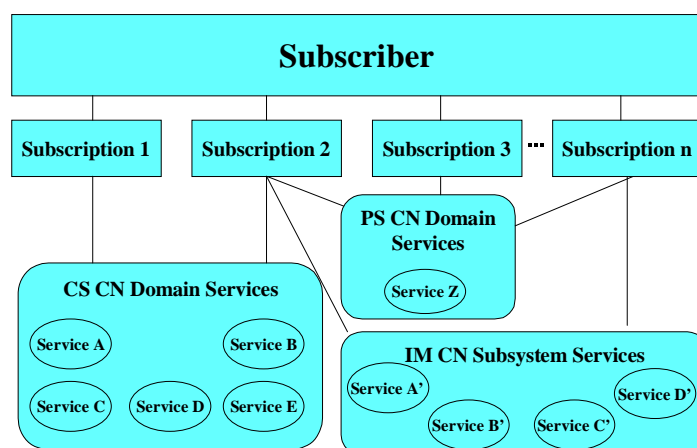 Subscriber
Subscription 1
Subscription 2
Subscription 3
...
Subscription n
PS CN Domain
Services
Service Z
CS CN Domain Services
Service A
Service B
Service C
Service D
Service E
IM CN Subsystem Services
Service A’
Service D’
Service B’
Service C’